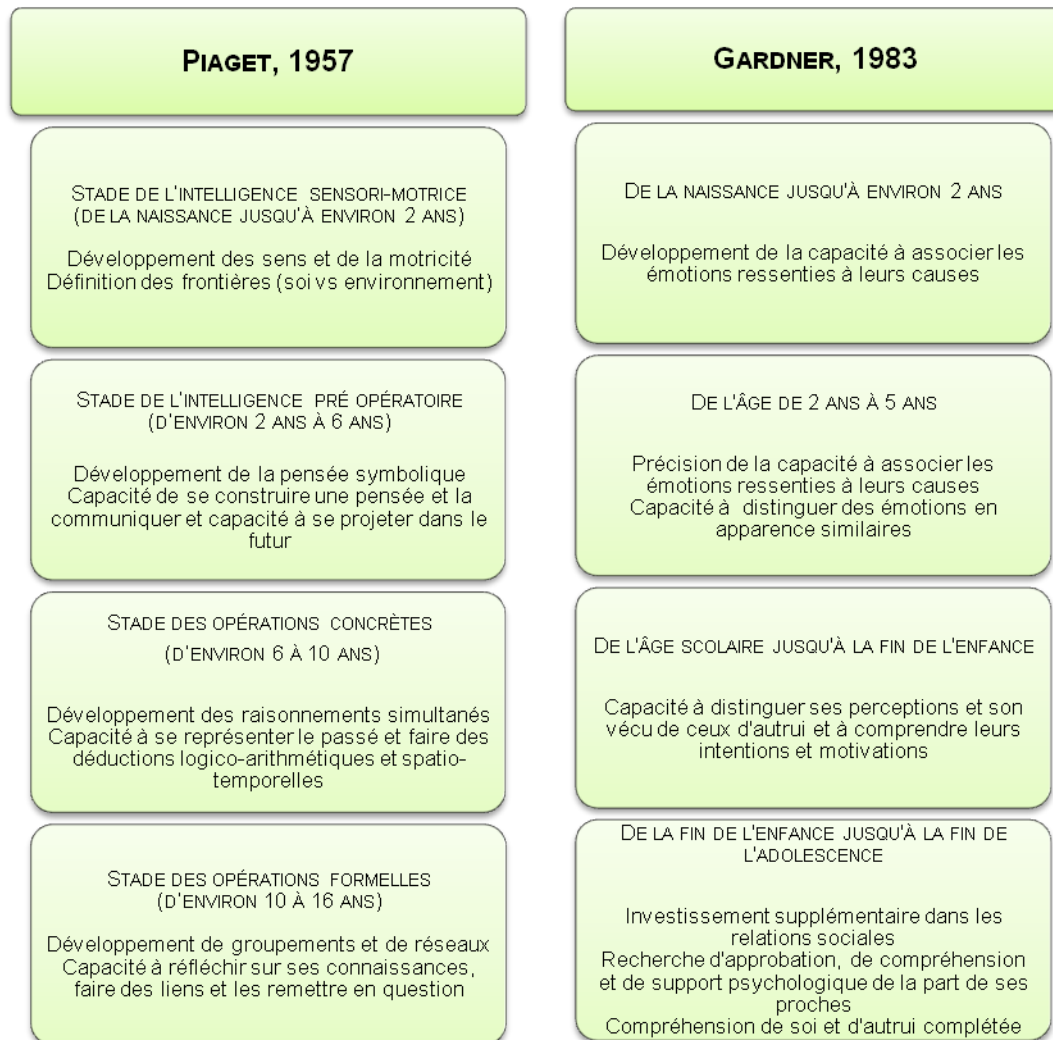 PIAGET, 1957
STADE DE L'INTELLIGENCE SENSORI-MOTRICE
(DE LA NAISSANCE JUSQU'À ENVIRON 2 ANS)
Développement des sens et de la motricité
Définition des frontières (soi vs environnement)
STADE DE L'INTELLIGENCE PRÉ OPÉRATOIRE
(D'ENVIRON 2 ANS À 6 ANS)
Développement de la pensée symbolique
Capacité de se construire une pensée et la
communiquer et capacité à se projeter dans le
futur
STADE DES OPÉRATIONS CONCRÈTES
(D'ENVIRON 6 À 10 ANS)
Développement des raisonnements simultanés
Capacité à se représenter le passé et faire des
déductions logico-arithmétiques et spatio-
temporelles
STADE DES OPÉRATIONS FORMELLES
(D'ENVIRON 10 À 16 ANS)
Développement de groupements et de réseaux
Capacité à réfléchir sur ses connaissances,
faire des liens et les remettre en question
GARDNER, 1983
DE LA NAISSANCE JUSQU'À ENVIRON 2 ANS
Développement de la capacité à associer les
émotions ressenties à leurs causes
DE L'ÂGE DE 2 ANS À 5 ANS
Précision de la capacité à associer les
émotions ressenties à leurs causes
Capacité à distinguer des émotions en
apparence similaires
DE L'ÂGE SCOLAIRE JUSQU'À LA FIN DE L'ENFANCE
Capacité à distinguer ses perceptions et son
vécu de ceux d'autrui et à comprendre leurs
intentions et motivations
DE LA FIN DE L'ENFANCE JUSQU'À LA FIN DE
L'ADOLESCENCE
Investissement supplémentaire dans les
relations sociales
Recherche d'approbation, de compréhension
et de support psychologique de la part de ses
proches
Compréhension de soi et d'autrui complétée